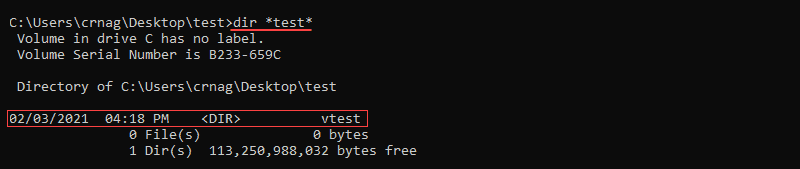 C:\Users\crnag\Desktop\test>dir *test*
Volume in drive C has no label.
Volume Serial Number is B233-659C
Directory of C:\Users\crnag\Desktop\test
02/03/2021  04:18 PM    <DIR>          vtest
0 File(s)              0 bytes
1 Dir(s)  113,250,988,032 bytes free